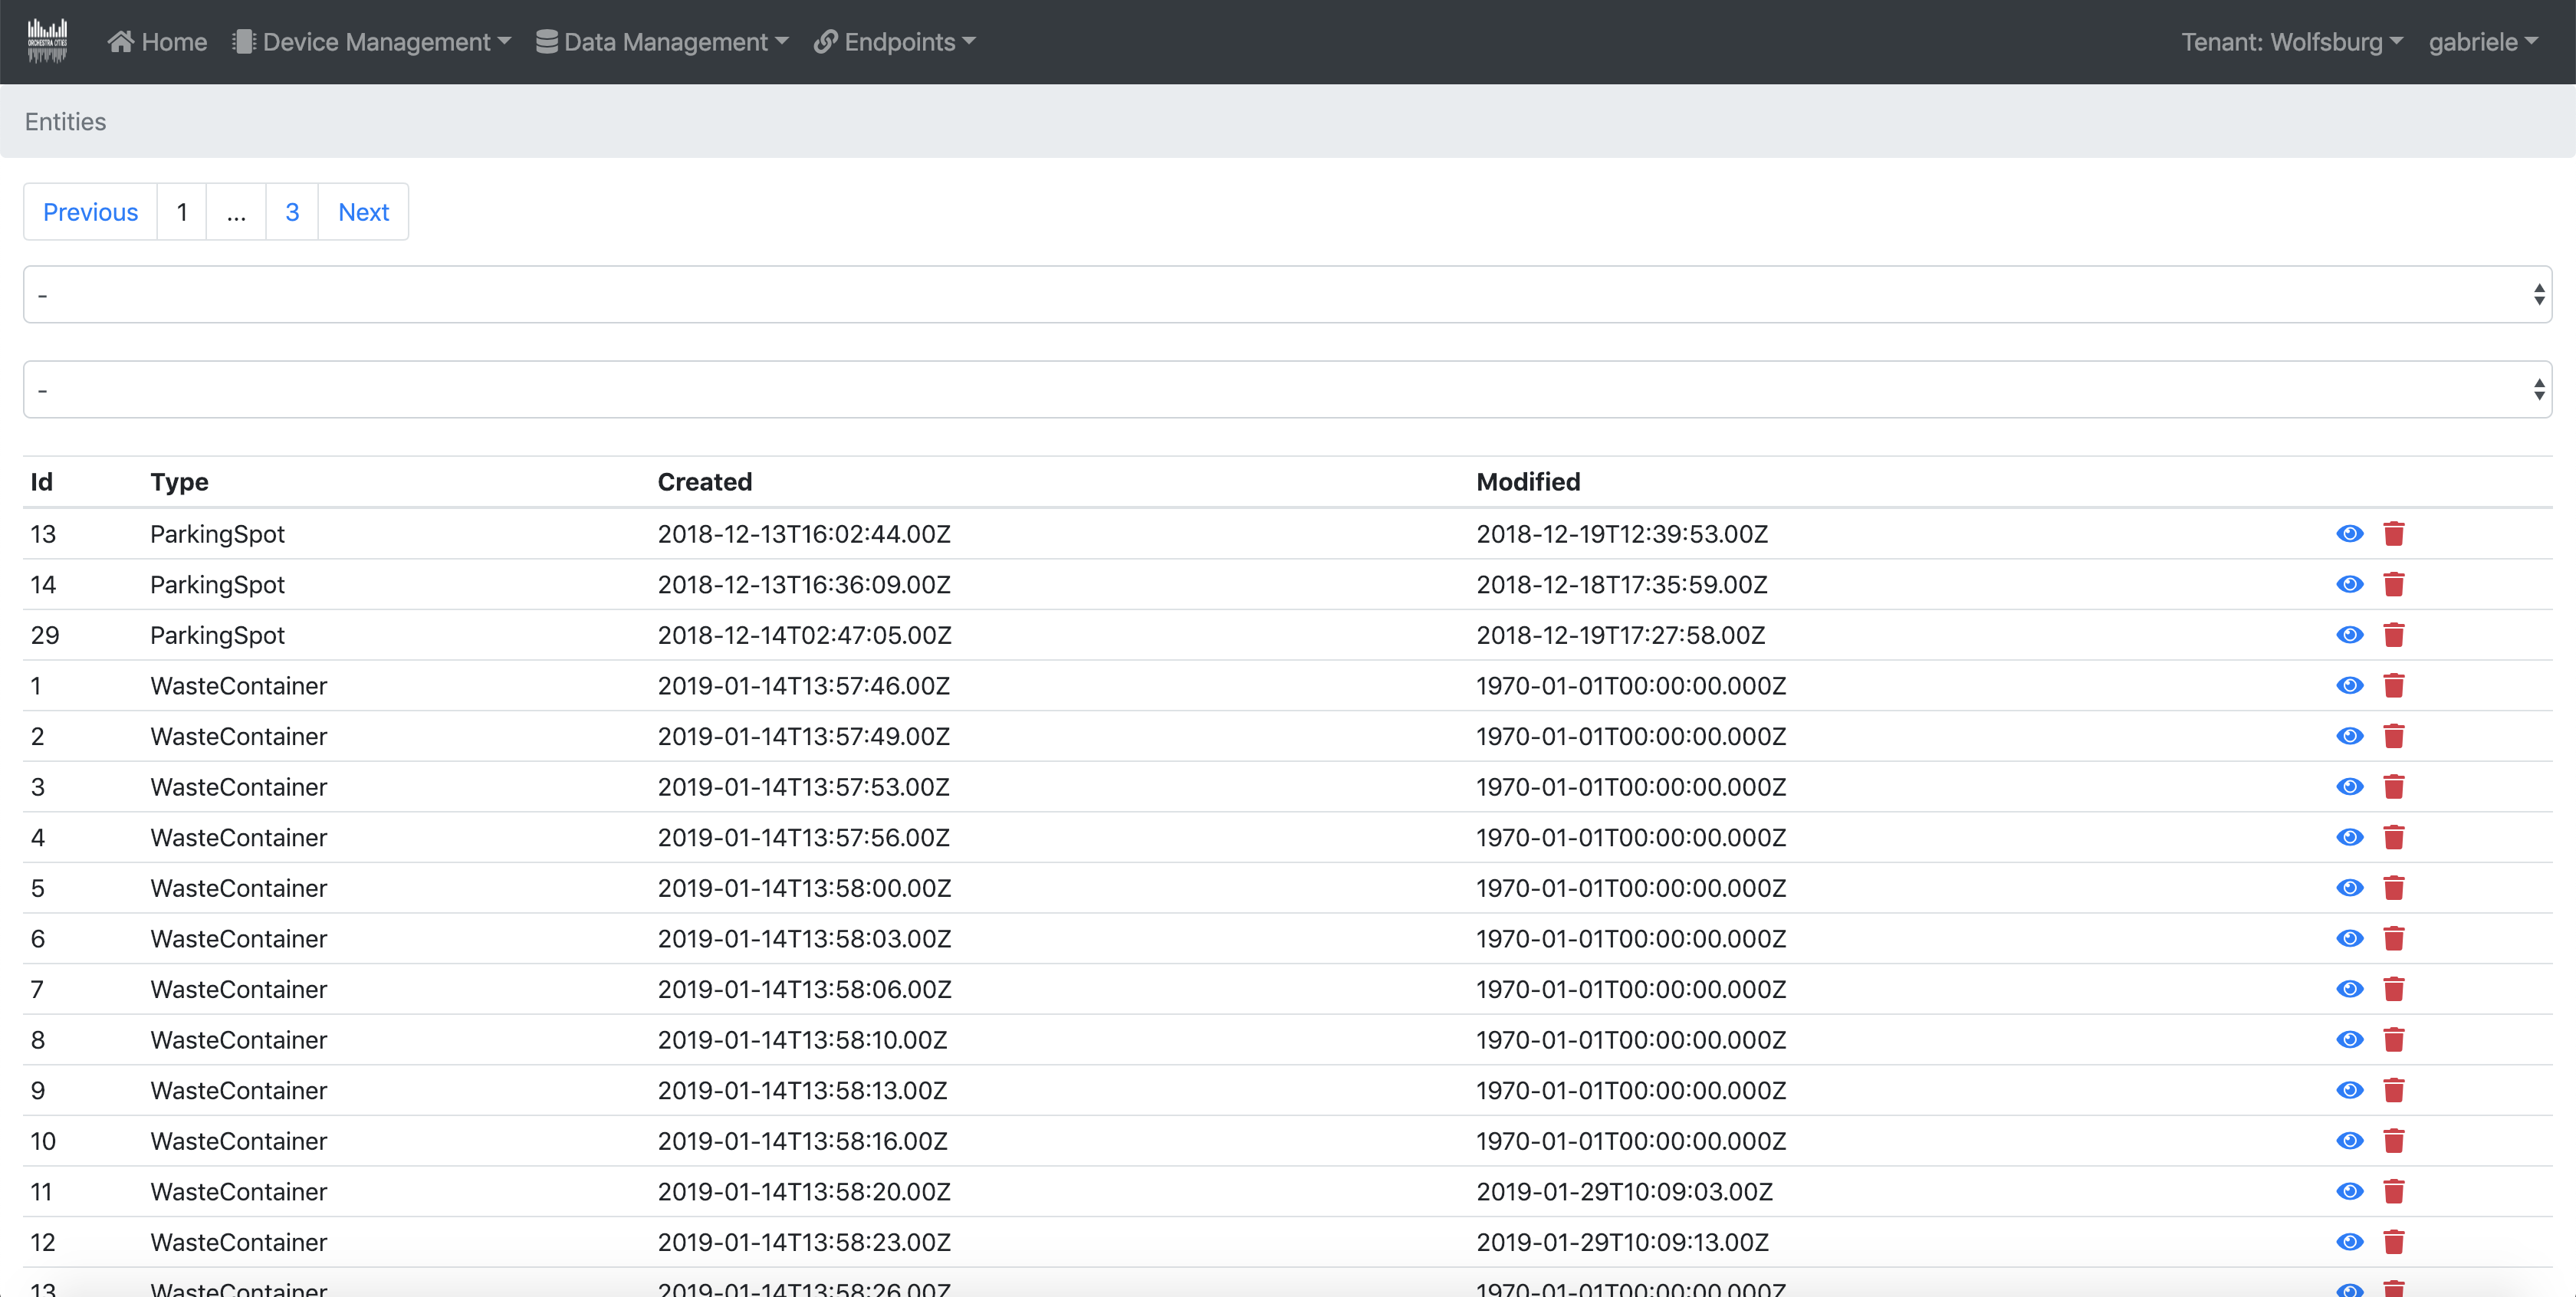 ORCHESTRA CITIES
Home Device Management Data Management Endpoints Tenant: Wolfsburg gabriele
Entities
Previous 1 ... 3 Next
-
-
Id Type Created Modified
13 ParkingSpot 2018-12-13T16:02:44.00Z 2018-12-19T12:39:53.00Z
14 ParkingSpot 2018-12-13T16:36:09.00Z 2018-12-18T17:35:59.00Z
29 ParkingSpot 2018-12-14T02:47:05.00Z 2018-12-19T17:27:58.00Z
1 WasteContainer 2019-01-14T13:57:46.00Z 1970-01-01T00:00:00.000Z
2 WasteContainer 2019-01-14T13:57:49.00Z 1970-01-01T00:00:00.000Z
3 WasteContainer 2019-01-14T13:57:53.00Z 1970-01-01T00:00:00.000Z
4 WasteContainer 2019-01-14T13:57:56.00Z 1970-01-01T00:00:00.000Z
5 WasteContainer 2019-01-14T13:58:00.00Z 1970-01-01T00:00:00.000Z
6 WasteContainer 2019-01-14T13:58:03.00Z 1970-01-01T00:00:00.000Z
7 WasteContainer 2019-01-14T13:58:06.00Z 1970-01-01T00:00:00.000Z
8 WasteContainer 2019-01-14T13:58:10.00Z 1970-01-01T00:00:00.000Z
9 WasteContainer 2019-01-14T13:58:13.00Z 1970-01-01T00:00:00.000Z
10 WasteContainer 2019-01-14T13:58:16.00Z 1970-01-01T00:00:00.000Z
11 WasteContainer 2019-01-14T13:58:20.00Z 2019-01-29T10:09:03.00Z
12 WasteContainer 2019-01-14T13:58:23.00Z 2019-01-29T10:09:13.00Z
13 WasteContainer 2019-01-14T13:58:26.00Z 1970-01-01T00:00:00.000Z